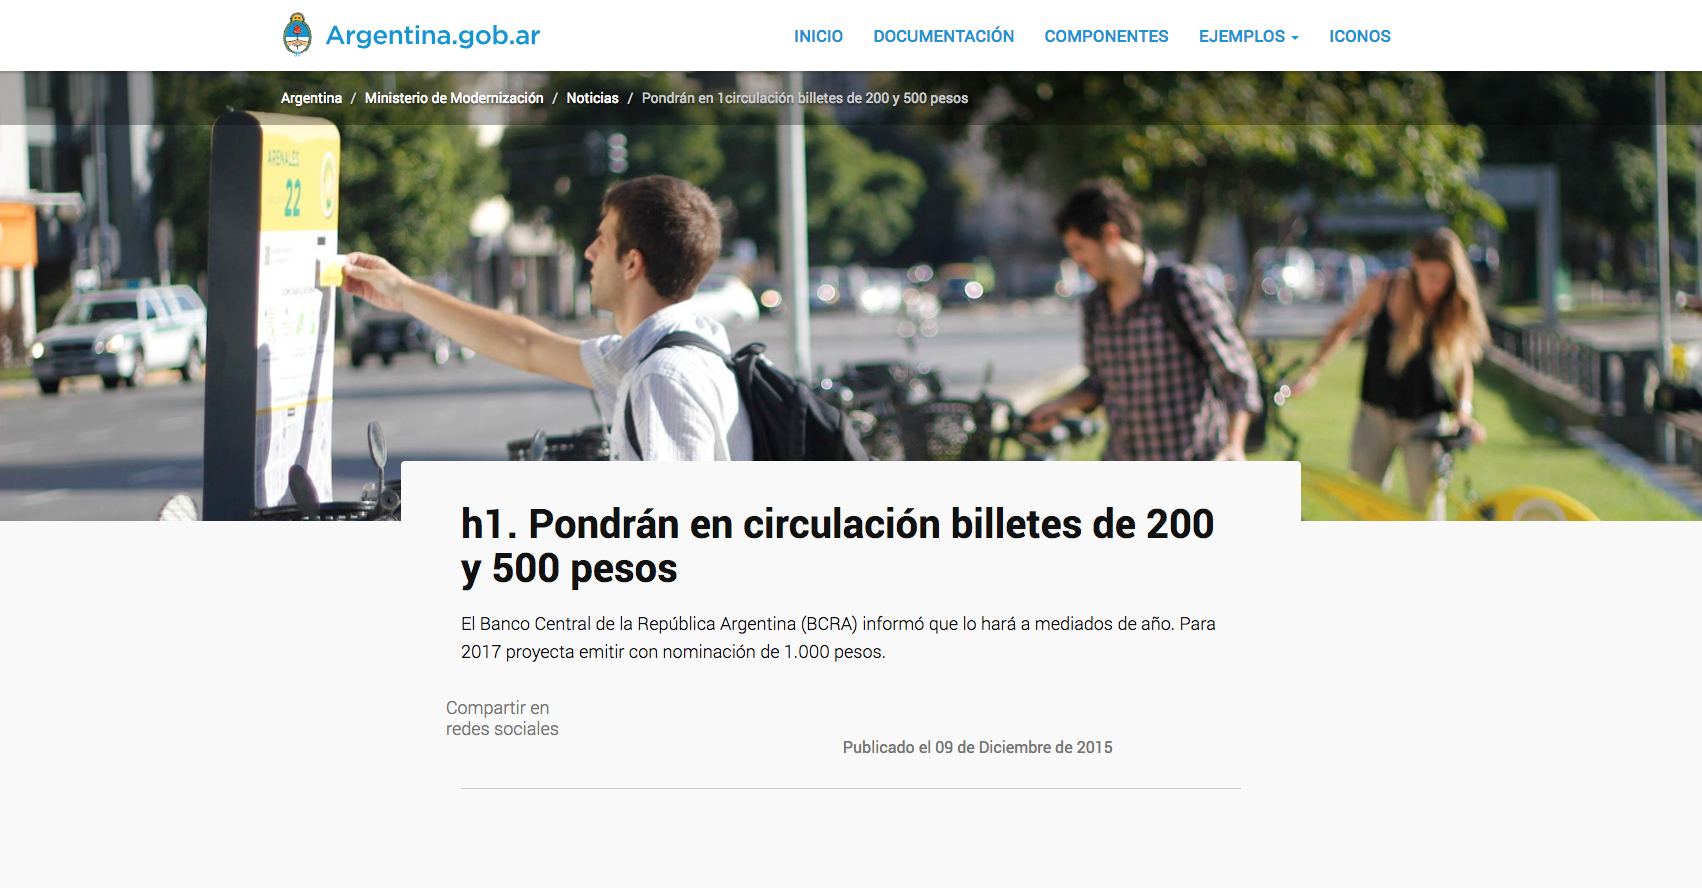 Argentina.gob.ar
INICIO DOCUMENTACIÓN COMPONENTES EJEMPLOS ICONOS
Argentina / Ministerio de Modernización / Noticias / Pondrán en 1circulación billetes de 200 y 500 pesos
ARENALES
22
h1. Pondrán en circulación billetes de 200
y 500 pesos
El Banco Central de la República Argentina (BCRA) informó que lo hará a mediados de año. Para
2017 proyecta emitir con nominación de 1.000 pesos.
Compartir en
redes sociales
Publicado el 09 de Diciembre de 2015